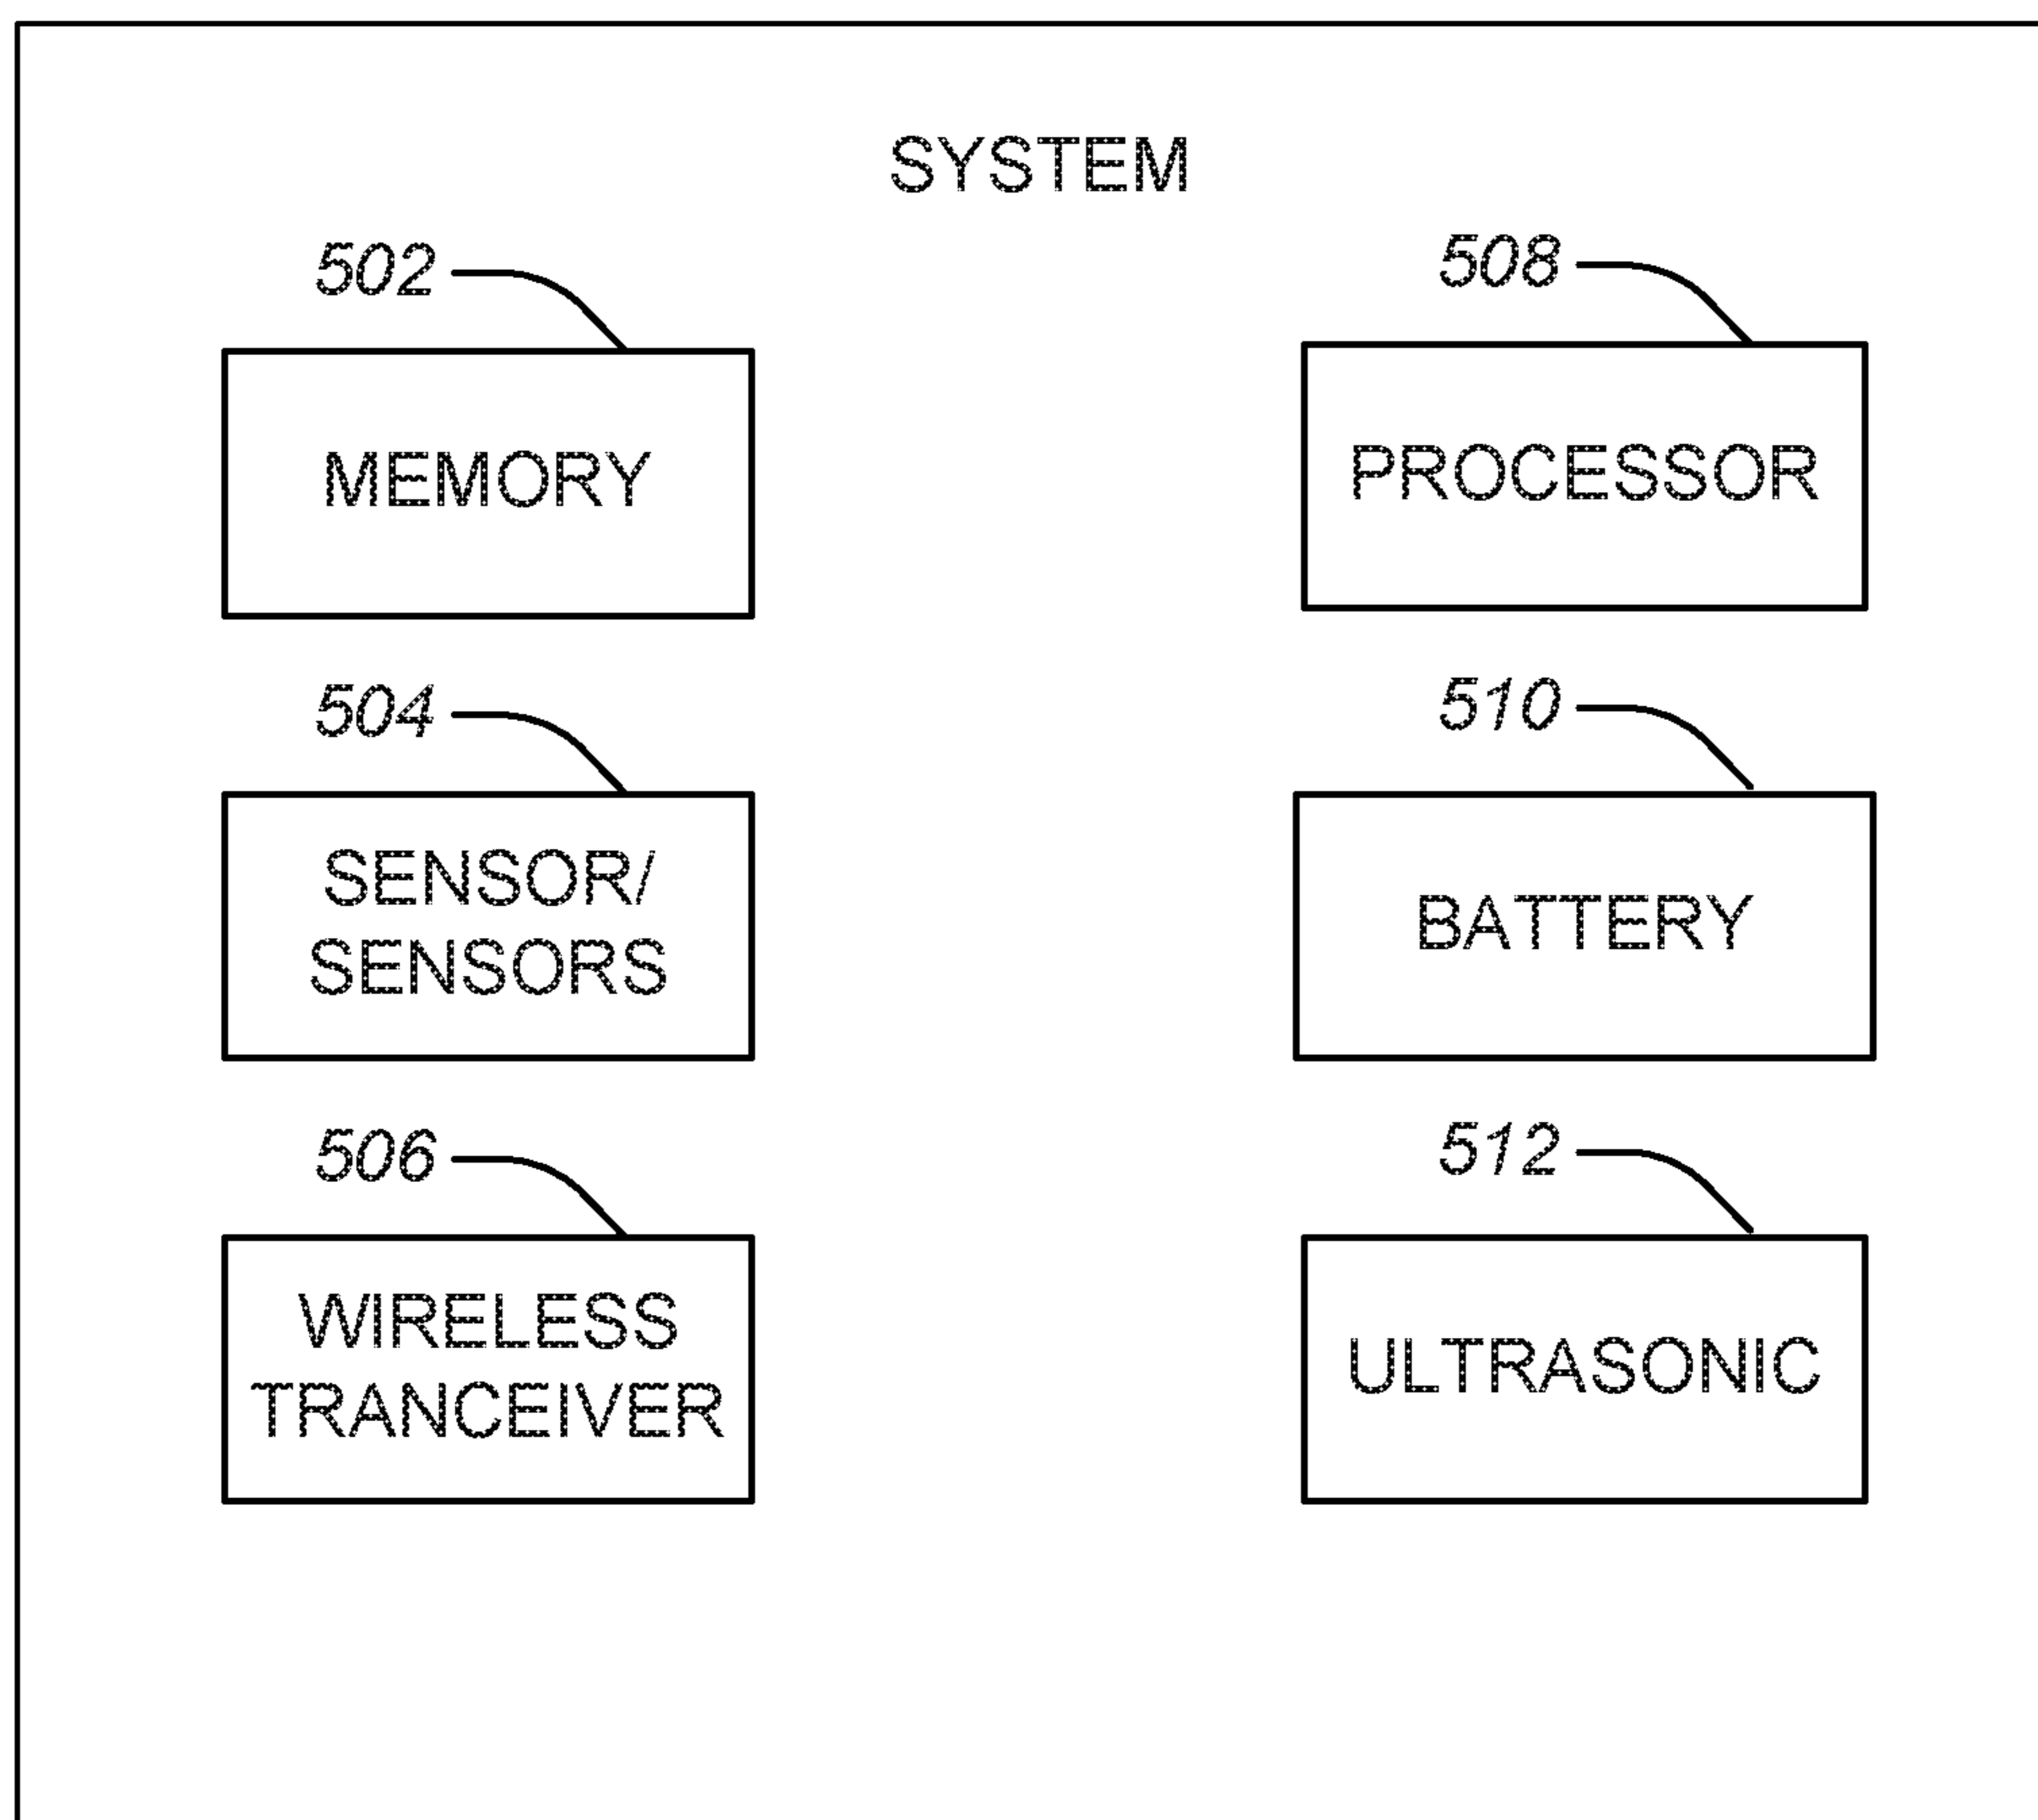 SYSTEM
502
MEMORY
508
PROCESSOR
504
SENSOR/
SENSORS
510
BATTERY
506
WIRELESS
TRANCEIVER
512
ULTRASONIC